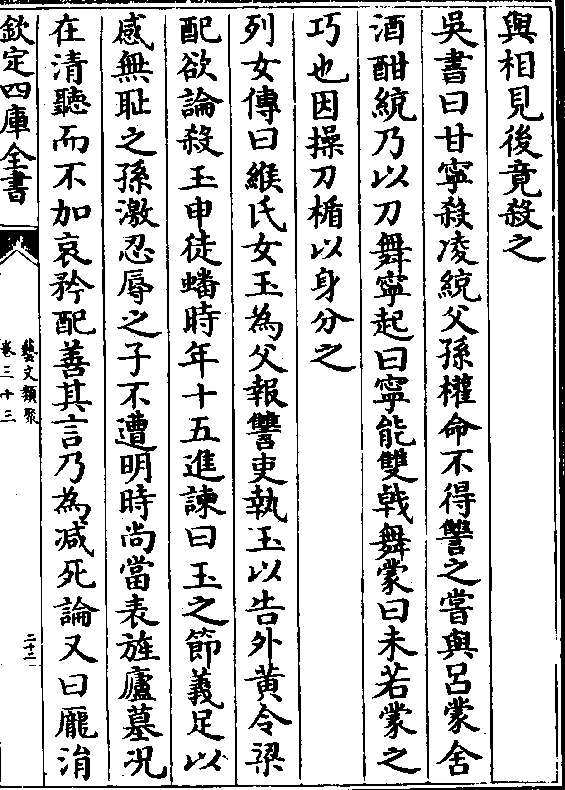 與相見後竟殺之
吳書曰甘寧殺凌統父孫權命不得讐之嘗與呂蒙舍
酒酣統乃以刀舞寧起曰寧能雙戟舞蒙曰未若蒙之
巧也因操刀楯以身分之
列女傳曰緱氏女玉為父報讐吏執玉以告外黃令梁
配欲論殺玉申徒蟠時年十五進諫曰玉之節義足以
感無恥之孫激忍辱之子不遭明時尚當表旌廬墓況
在清聽而不加哀矜配善其言乃為減死論又曰龐淯
欽定四庫全書
藝文類聚
卷三十三
二十二